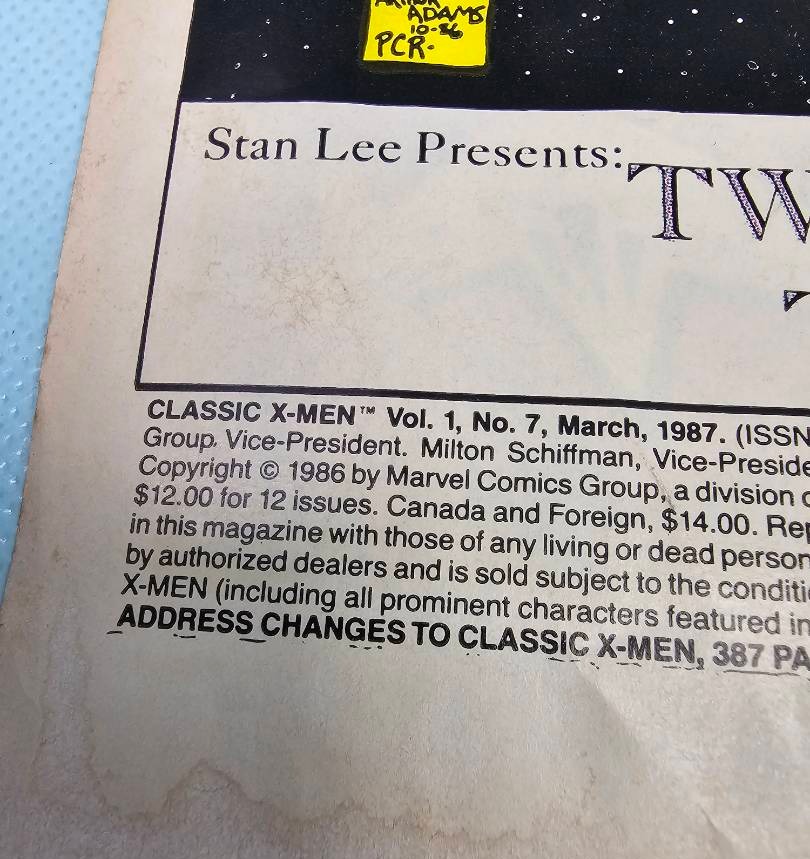 ARTHUR
ADAMS
10-86
PCR.
Stan Lee Presents:
TW
CLASSIC X-MEN™ Vol. 1, No. 7, March, 1987. (ISSN
Group. Vice-President. Milton Schiffman, Vice-Preside
Copyright © 1986 by Marvel Comics Group, a division o
$12.00 for 12 issues. Canada and Foreign, $14.00. Rep
in this magazine with those of any living or dead person
by authorized dealers and is sold subject to the conditi
X-MEN (including all prominent characters featured in
ADDRESS CHANGES TO CLASSIC X-MEN, 387 PA